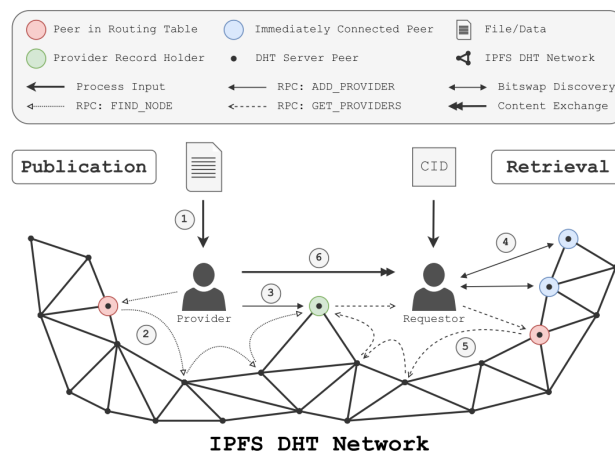 Peer in Routing Table Immediately Connected Peer File/Data
Provider Record Holder DHT Server Peer IPFS DHT Network
Process Input RPC: ADD_PROVIDER Bitswap Discovery
RPC: FIND_NODE RPC: GET_PROVIDERS Content Exchange
Publication CID Retrieval
1
4
6
3
Provider Requestor
2
5
IPFS DHT Network